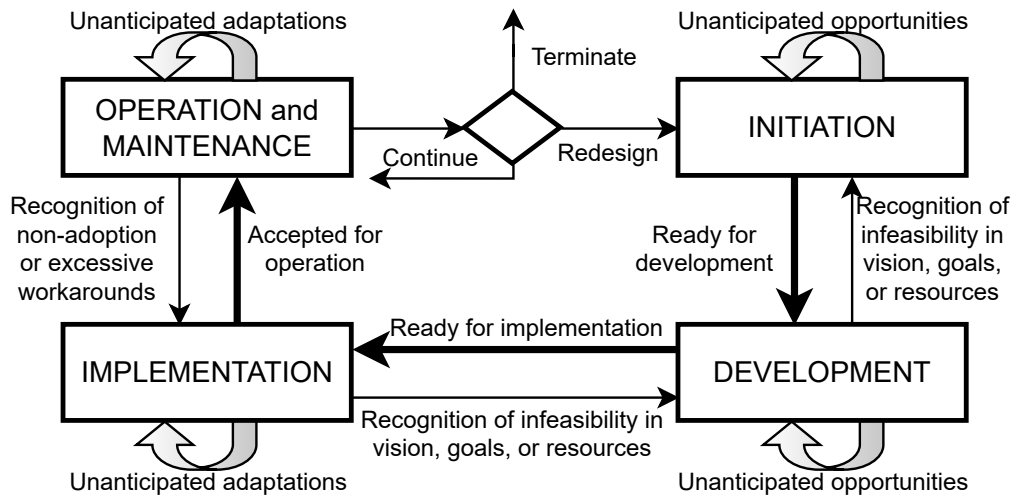 Unanticipated adaptations
Unanticipated opportunities
Terminate
OPERATION and
MAINTENANCE
INITIATION
Continue
Redesign
Recognition of
non-adoption
or excessive
workarounds
Accepted for
operation
Ready for
development
Recognition of
infeasibility in
vision, goals,
or resources
Ready for implementation
IMPLEMENTATION
DEVELOPMENT
Recognition of infeasibility in
vision, goals, or resources
Unanticipated adaptations
Unanticipated opportunities